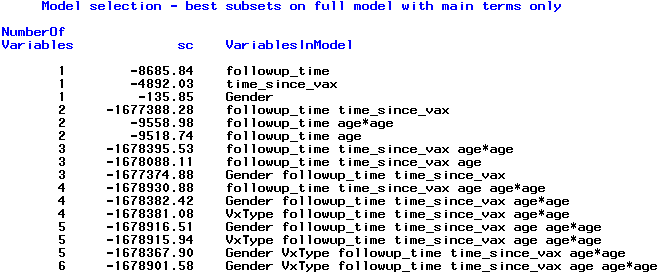 Model selection - best subsets on full model with main terms only
NumberOf
Variables sc VariablesInModel
1 -8685.84 followup_time
1 -4892.03 time_since_vax
1 -135.85 Gender
2 -1677388.28 followup_time time_since_vax
2 -9558.98 followup_time age*age
2 -9518.74 followup_time age
3 -1678395.53 followup_time time_since_vax age*age
3 -1678088.11 followup_time time_since_vax age
3 -1677374.88 Gender followup_time time_since_vax
4 -1678930.88 followup_time time_since_vax age age*age
4 -1678382.42 Gender followup_time time_since_vax age*age
4 -1678381.08 VxType followup_time time_since_vax age*age
5 -1678916.51 Gender followup_time time_since_vax age age*age
5 -1678915.94 VxType followup_time time_since_vax age age*age
5 -1678367.90 Gender VxType followup_time time_since_vax age*age
6 -1678901.58 Gender VxType followup_time time_since_vax age age*age